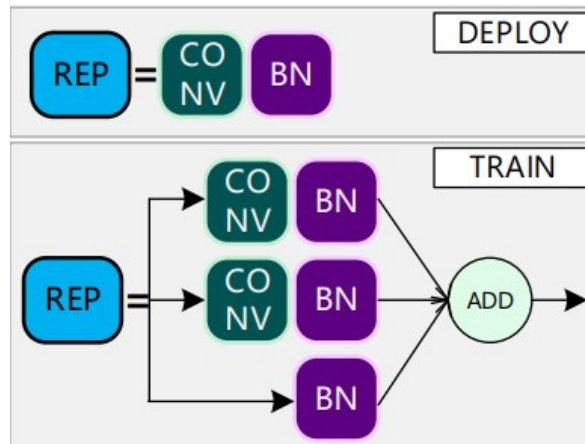 DEPLOY
REP = CO
NV BN
TRAIN
CO
NV BN
REP = CO
NV BN ADD
BN